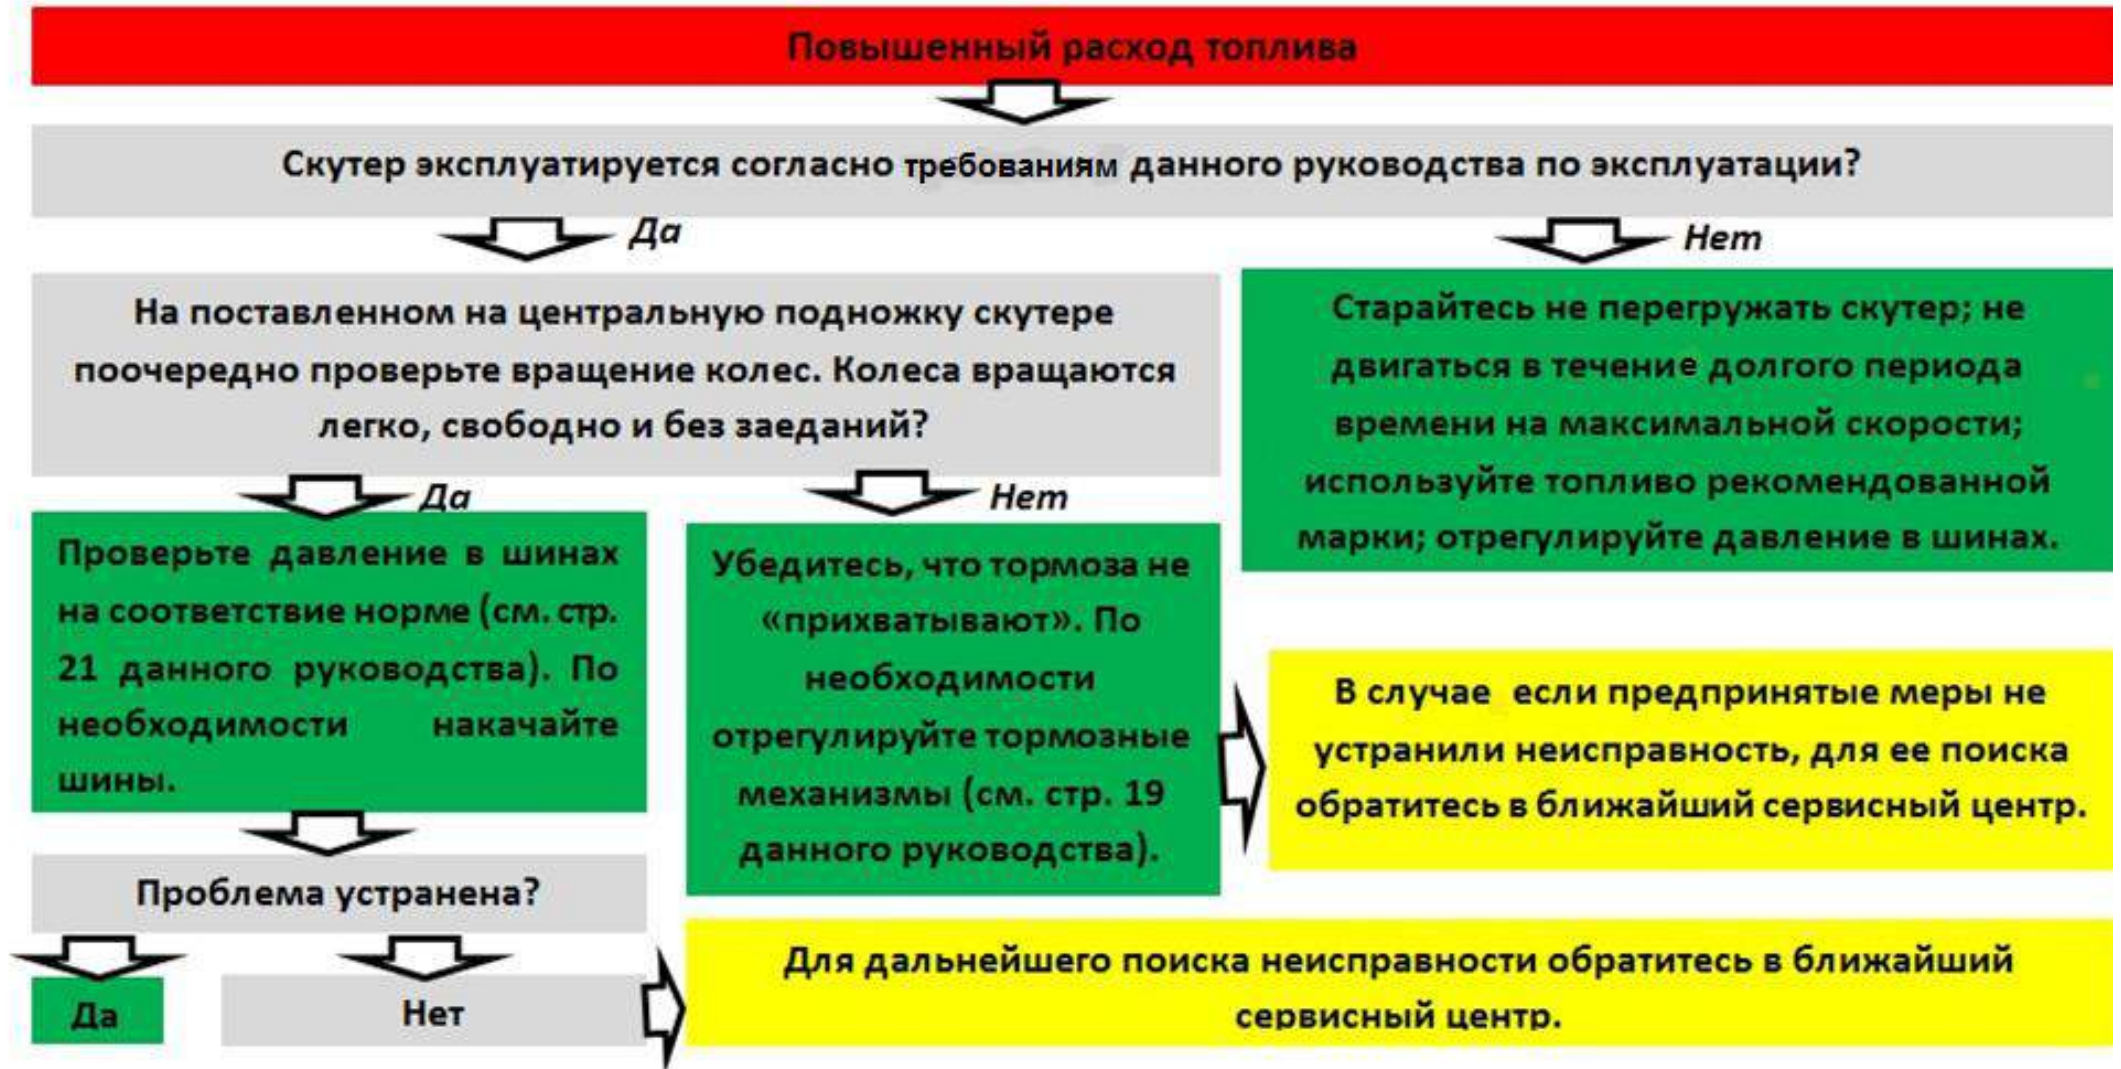 Повышенный расход топлива
Скутер эксплуатируется согласно требованиям данного руководства по эксплуатации?
Да
Нет
На поставленном на центральную подножку скутере
поочередно проверьте вращение колес. Колеса вращаются
легко, свободно и без заеданий?
Старайтесь не перегружать скутер; не
двигаться в течение долгого периода
времени на максимальной скорости;
используйте топливо рекомендованной
марки; отрегулируйте давление в шинах.
Да
Нет
Проверьте давление в шинах
на соответствие норме (см. стр.
21 данного руководства). По
необходимости накачайте
шины.
Убедитесь, что тормоза не
«прихватывают». По
необходимости
отрегулируйте тормозные
механизмы (см. стр. 19
данного руководства).
В случае если предпринятые меры не
устранили неисправность, для ее поиска
обратитесь в ближайший сервисный центр.
Проблема устранена?
Да
Нет
Для дальнейшего поиска неисправности обратитесь в ближайший
сервисный центр.